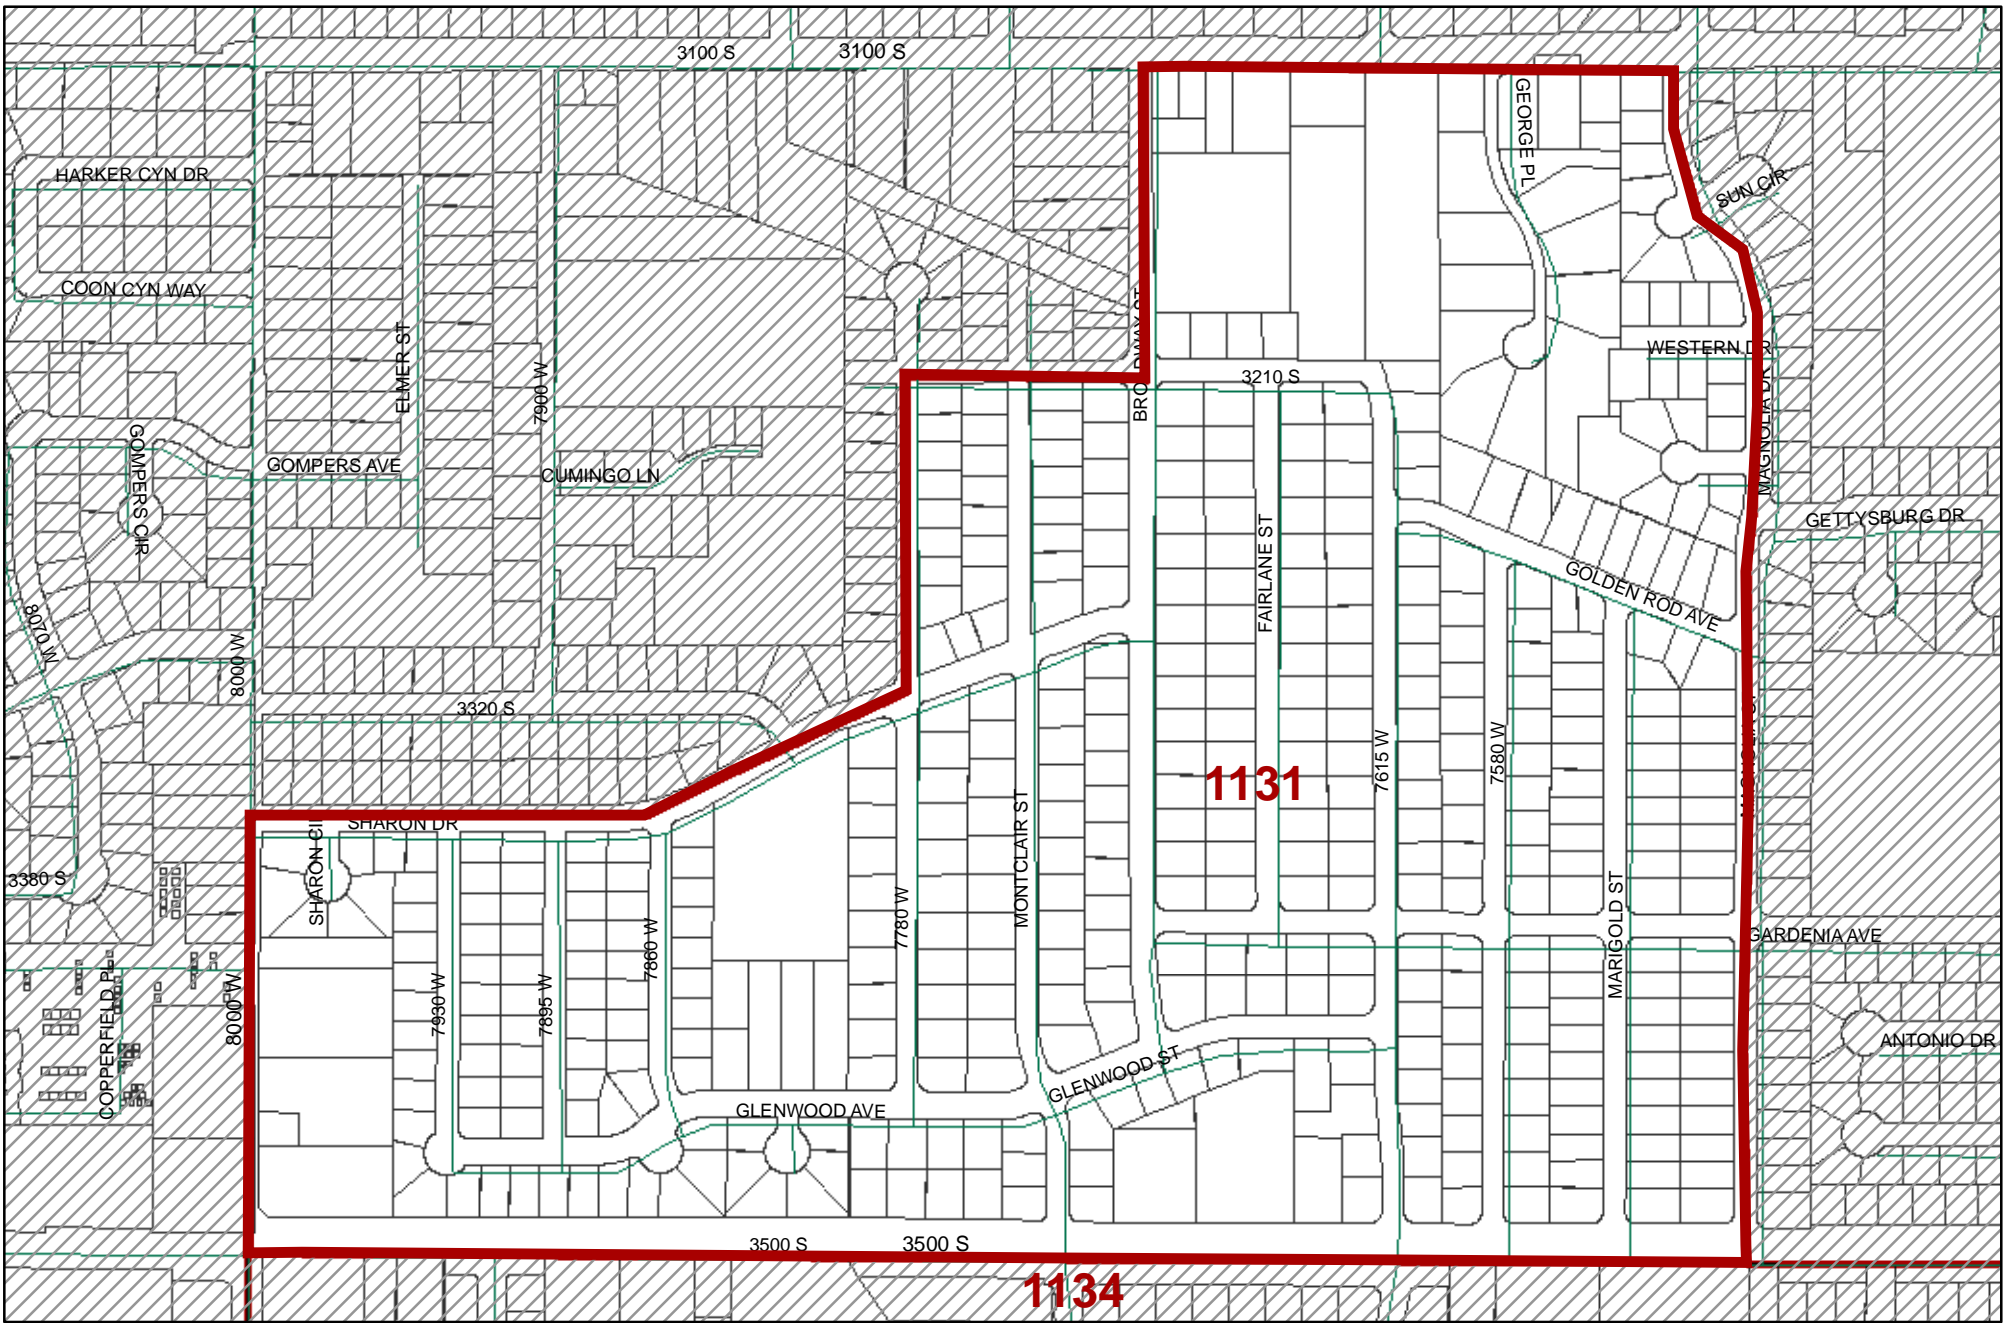 3100 S
3100 S
GEORGE PL
HARKER CYN DR
SUN CIR
COON CYN WAY
ELMER ST
7900 W
BROADWAY ST
WESTERN DR
3210 S
MAGNOLIA DR
GOMPERS CIR
GOMPERS AVE
CUMINGO LN
GETTYSBURG DR
FAIRLANE ST
GOLDEN ROD AVE
8070 W
8000 W
3320 S
7615 W
7580 W
1131
SHARON CIR
SHARON DR
MONTCLAIR ST
3380 S
7780 W
MARIGOLD ST
7860 W
GARDENIA AVE
COPPERFIELD PL
8000 W
7930 W
7895 W
ANTONIO DR
GLENWOOD ST
GLENWOOD AVE
3500 S
3500 S
1134